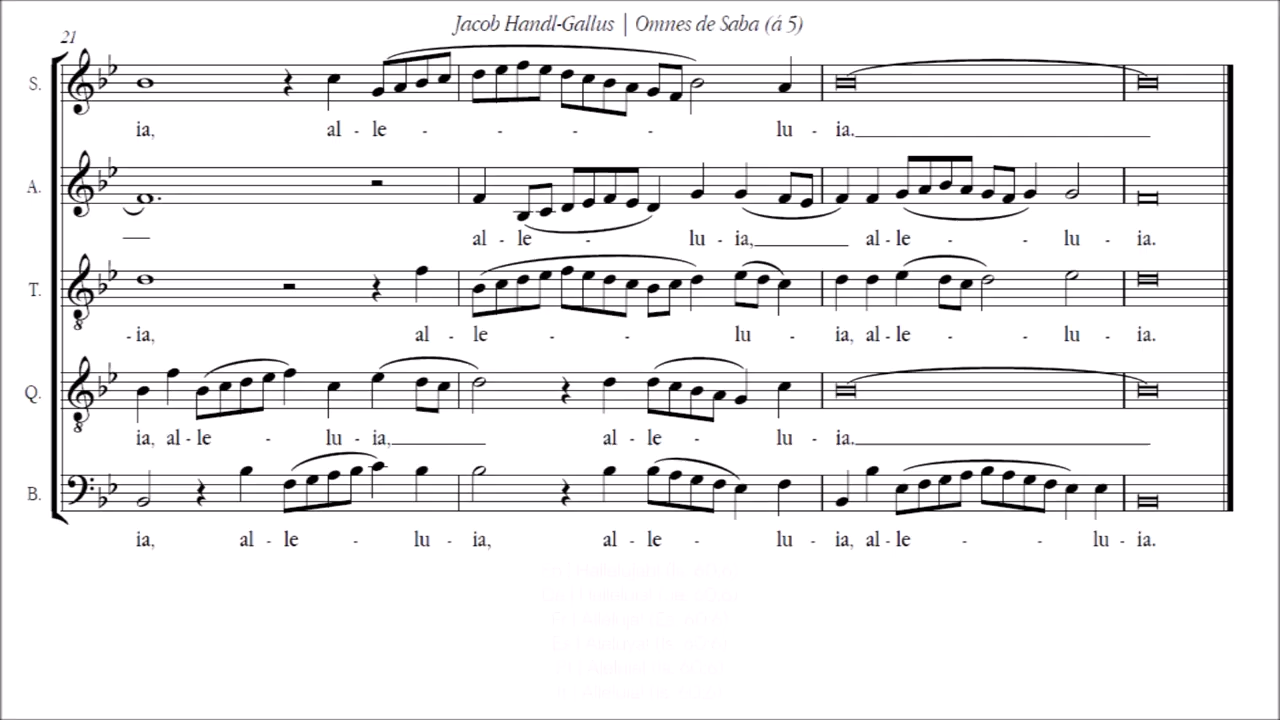 Jacob Handl-Gallus | Omnes de Saba (á 5)
21
S.
ia, al - le - - - - lu - ia.
A.
al - le - lu - ia, al - le - - lu - ia.
T.
- ia, al - le - - - lu - ia, al - le - - lu - ia.
Q.
ia, al - le - lu - ia, al - le - lu - ia.
B.
ia, al - le - lu - ia, al - le - lu - ia, al - le - - lu - ia.